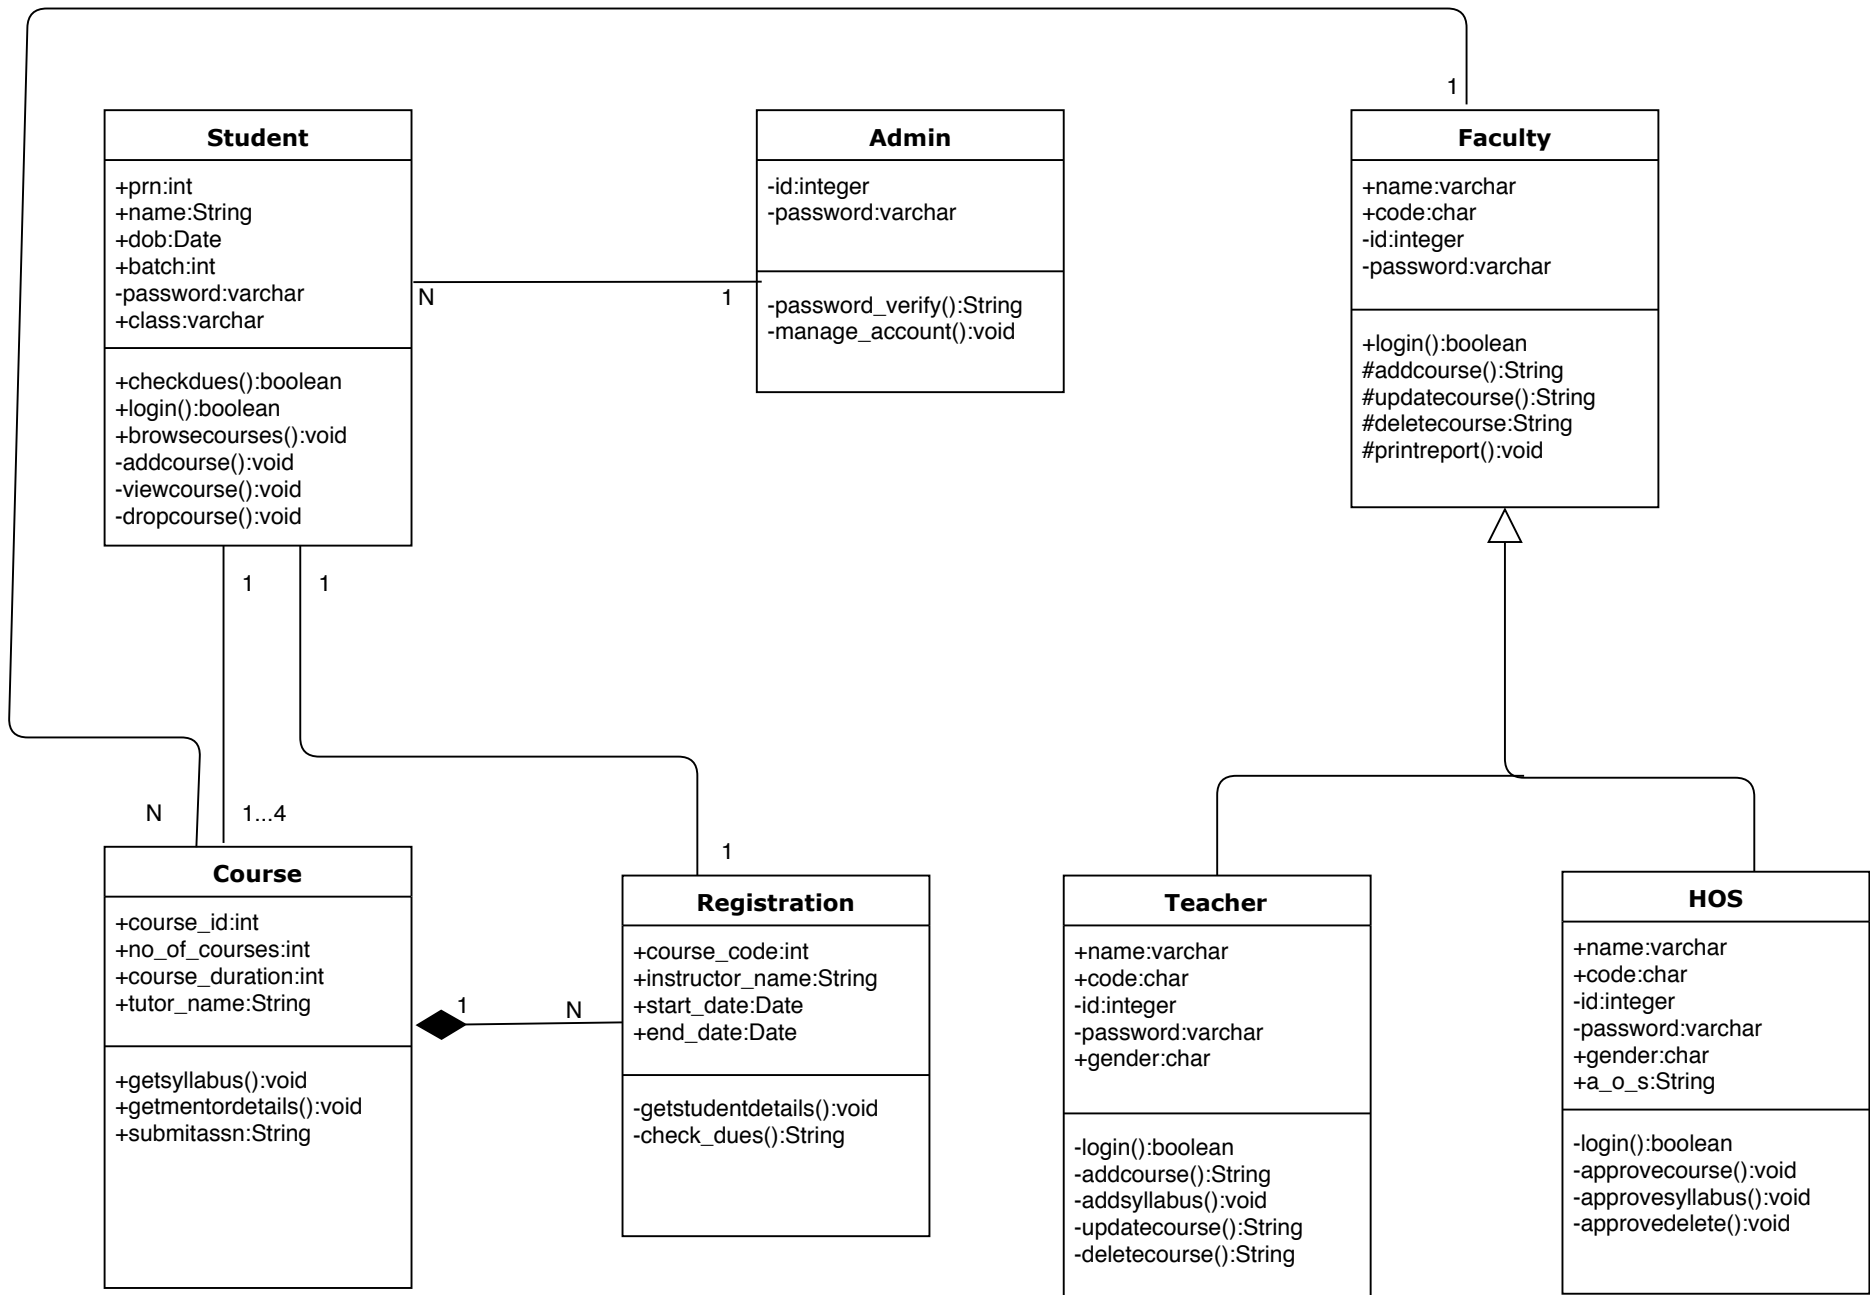 1
Student
+prn:int
+name:String
+dob:Date
+batch:int
-password:varchar
+class:varchar
+checkdues():boolean
+login():boolean
+browsecourses():void
-addcourse():void
-viewcourse():void
-dropcourse():void
Admin
-id:integer
-password:varchar
-password_verify():String
-manage_account():void
N
1
Faculty
+name:varchar
+code:char
-id:integer
-password:varchar
+login():boolean
#addcourse():String
#updatecourse():String
#deletecourse:String
#printreport():void
1
1
N
1...4
1
Course
+course_id:int
+no_of_courses:int
+course_duration:int
+tutor_name:String
+getsyllabus():void
+getmentordetails():void
+submitassn:String
1
N
Registration
+course_code:int
+instructor_name:String
+start_date:Date
+end_date:Date
-getstudentdetails():void
-check_dues():String
Teacher
+name:varchar
+code:char
-id:integer
-password:varchar
+gender:char
-login():boolean
-addcourse():String
-addsyllabus():void
-updatecourse():String
-deletecourse():String
HOS
+name:varchar
+code:char
-id:integer
-password:varchar
+gender:char
+a_o_s:String
-login():boolean
-approvecourse():void
-approvesyllabus():void
-approvedelete():void